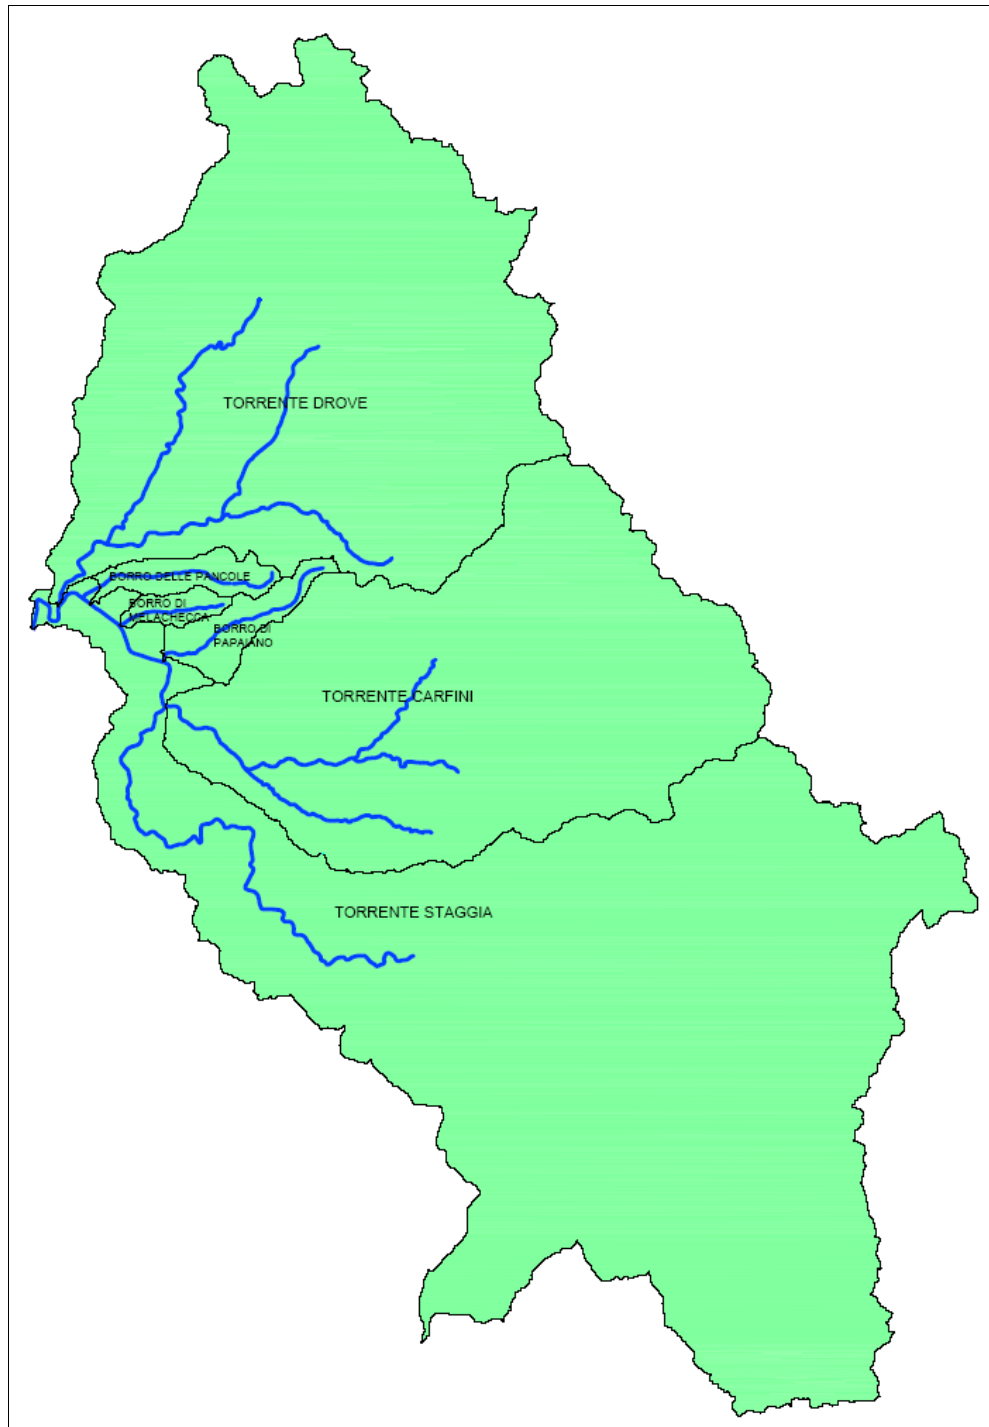 TORRENTE DROVE
BORRO DELLE PANCOLE
BORRO DI
MELACHECCA
BORRO DI
PAPAIANO
TORRENTE CARFINI
TORRENTE STAGGIA